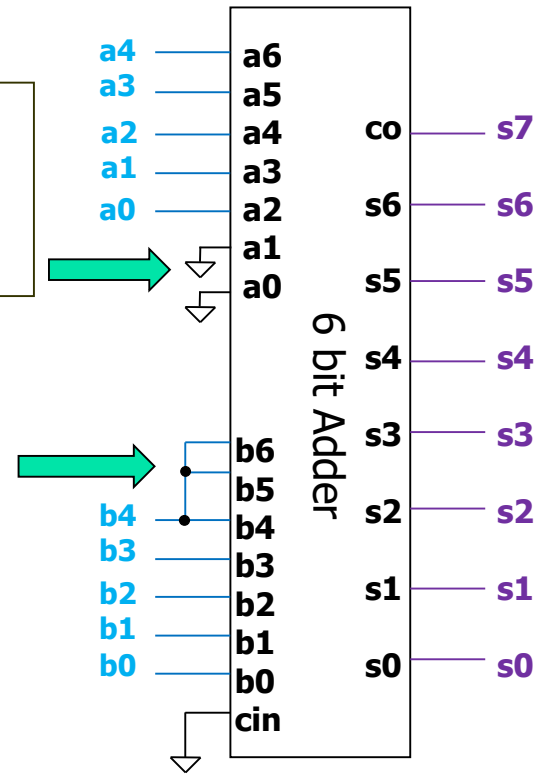 a4
a3
a2
a1
a0
a6
a5
a4
a3
a2
a1
a0
b4
b3
b2
b1
b0
b6
b5
b4
b3
b2
b1
b0
cin
6 bit Adder
co
s6
s5
s4
s3
s2
s1
s0
s7
s6
s5
s4
s3
s2
s1
s0